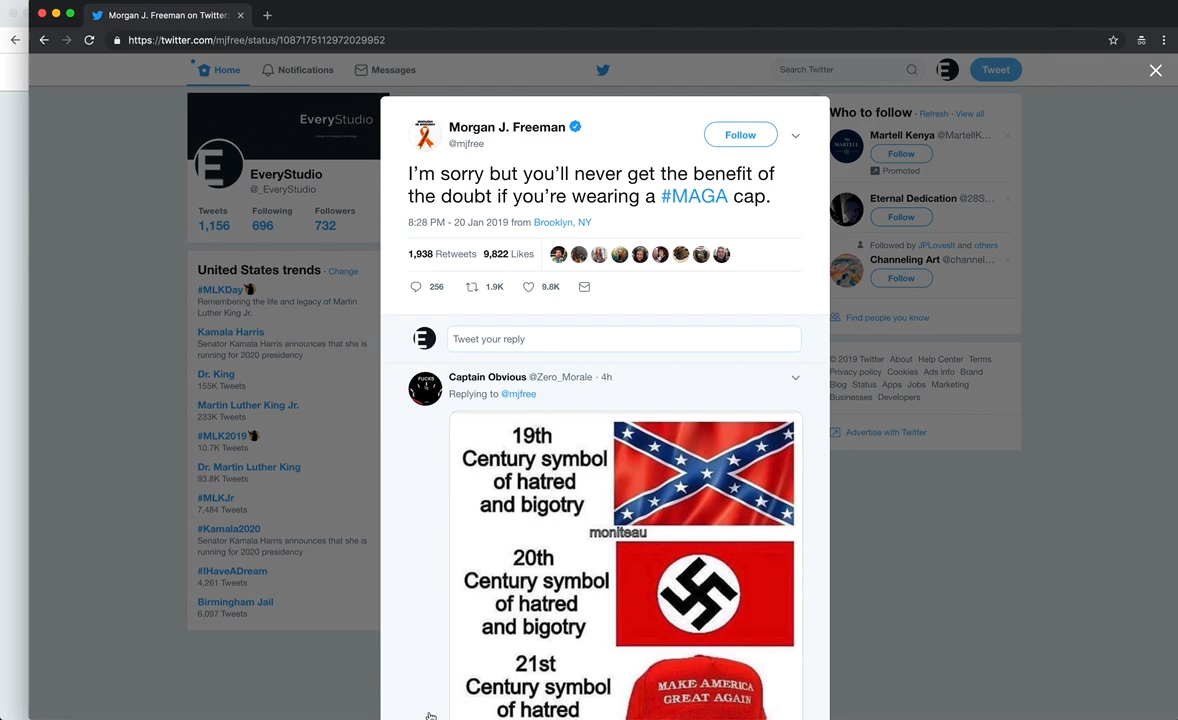 Morgan J. Freeman on Twitter:
https://twitter.com/mjfree/status/1087175112972029952
Home
Notifications
Messages
Search Twitter
Tweet
EveryStudio
EveryStudio
@_EveryStudio
Tweets Following Followers
1,156 696 732
United States trends · Change
#MLKDay
Remembering the life and legacy of Martin
Luther King Jr.
Kamala Harris
Senator Kamala Harris announces that she is
running for 2020 presidency
Dr. King
155K Tweets
Martin Luther King Jr.
233K Tweets
#MLK2019
10.7K Tweets
Dr. Martin Luther King
93.8K Tweets
#MLKJr
7,484 Tweets
#Kamala2020
Senator Kamala Harris announces that she is
running for 2020 presidency
#IHaveADream
4,261 Tweets
Birmingham Jail
6,097 Tweets
Morgan J. Freeman
@mjfree
Follow
I'm sorry but you'll never get the benefit of
the doubt if you're wearing a #MAGA cap.
8:28 PM - 20 Jan 2019 from Brooklyn, NY
1,938 Retweets 9,822 Likes
256 1.9K 9.8K
Tweet your reply
Captain Obvious @Zero_Morale · 4h
Replying to @mjfree
19th
Century symbol
of hatred
and bigotry
moniteau
20th
Century symbol
of hatred
and bigotry
21st
Century symbol
of hatred
MAKE AMERICA
GREAT AGAIN
Who to follow · Refresh · View all
Martell Kenya @MartellK...
Follow
Promoted
Eternal Dedication @28S...
Follow
Followed by JPLovesIt and others
Channeling Art @channel...
Follow
Find people you know
© 2019 Twitter About Help Center Terms
Privacy policy Cookies Ads info Brand
Blog Status Apps Jobs Marketing
Businesses Developers
Advertise with Twitter